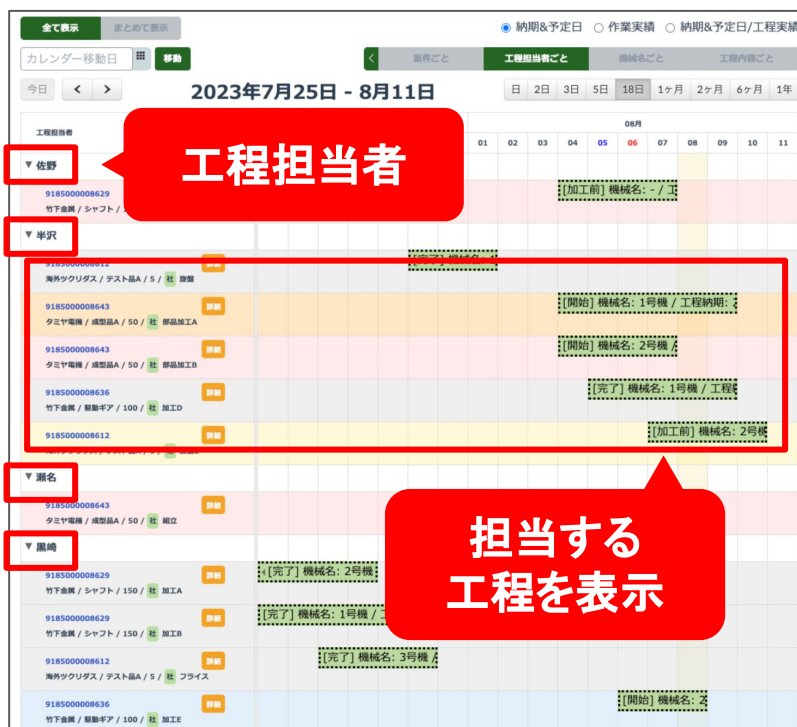 全て表示 まとめて表示
納期&予定日 作業実績 納期&予定日/工程実績
カレンダー移動日 移動
案件ごと 工程担当者ごと 機械名ごと 工程内容ごと
今日 < >
2023年7月25日 - 8月11日
日 2日 3日 5日 18日 1ヶ月 2ヶ月 6ヶ月 1年
工程担当者
08月
01 02 03 04 05 06 07 08 09 10 11
工程担当者
▼佐野
9185000008629
竹下金属 / シャフト /
[加工前] 機械名: - / 工
▼半沢
9185000008612 詳細
海外ツクリダス / テスト品A / 5 / 社 旋盤
[完了] 機械名: 1
9185000008643 詳細
タミヤ電機 / 成型品A / 50 / 社 部品加工A
[開始] 機械名: 1号機 / 工程納期: 2
9185000008643 詳細
タミヤ電機 / 成型品A / 50 / 社 部品加工B
[開始] 機械名: 2号機 /
9185000008636 詳細
竹下金属 / 駆動ギア / 100 / 社 加工D
[完了] 機械名: 1号機 / 工程
9185000008612 詳細
[加工前] 機械名: 2号機
▼瀬名
9185000008643 詳細
タミヤ電機 / 成型品A / 50 / 社 組立
担当する
工程を表示
▼黒崎
9185000008629 詳細
竹下金属 / シャフト / 150 / 社 加工A
[完了] 機械名: 2号機
9185000008629 詳細
竹下金属 / シャフト / 150 / 社 加工B
[完了] 機械名: 1号機 /
9185000008612 詳細
海外ツクリダス / テスト品A / 5 / 社 フライス
[完了] 機械名: 3号機 /
9185000008636 詳細
竹下金属 / 駆動ギア / 100 / 社 加工E
[開始] 機械名: 2